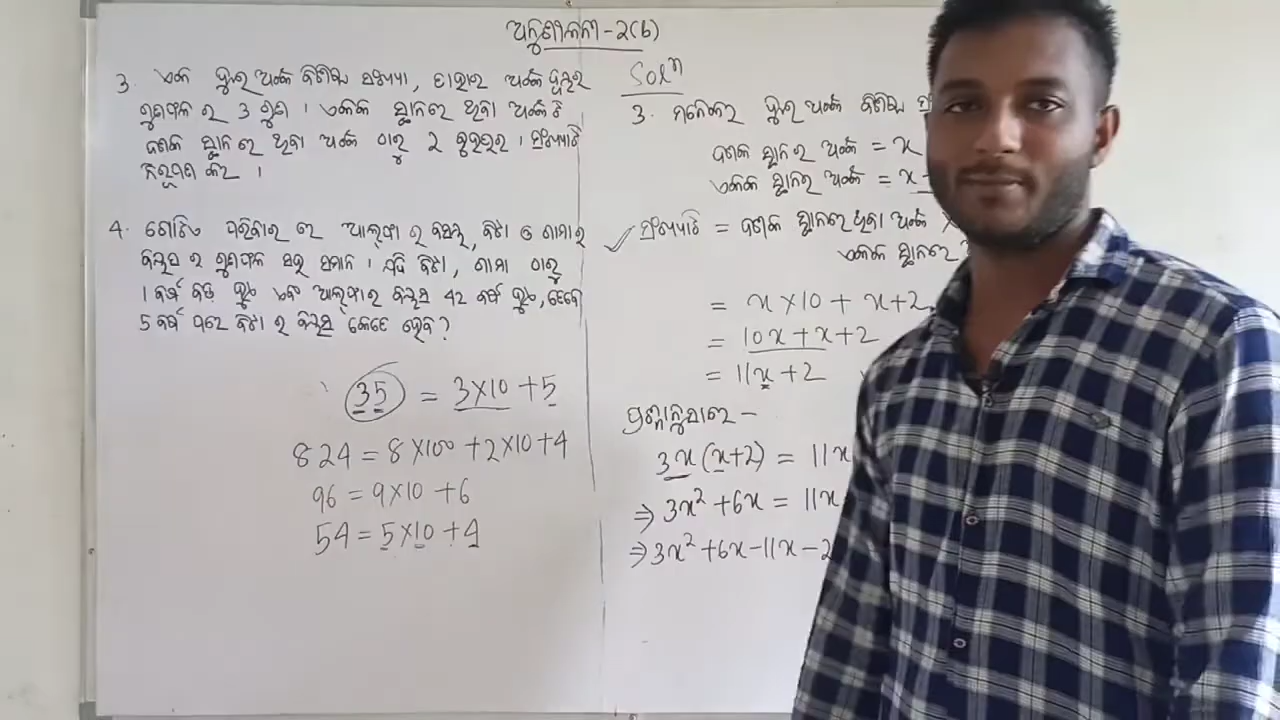 ଅନୁଶୀଳନୀ - ୨(b)
3. ଏକ ଦୁଇ ଅଙ୍କ ବିଶିଷ୍ଟ ସଂଖ୍ୟା, ତାହାର ଅଙ୍କ ଦ୍ୱୟର
ଗୁଣଫଳ ର 3 ଗୁଣ । ଏକକ ସ୍ଥାନରେ ଥିବା ଅଙ୍କଟି
ଦଶକ ସ୍ଥାନ ରେ ଥିବା ଅଙ୍କ ଠାରୁ 2 ବୃହତ୍ତର । ସଂଖ୍ୟାଟି
ନିରୂପଣ କର ।
4. ଗୋଟିଏ ପରିବାର ରେ ଆଲ୍‌ଫା ର ବୟସ, ବିଟା ଓ ଗାମାର
ବୟସ ର ଗୁଣଫଳ ସହ ସମାନ । ଯଦି ବିଟା, ଗାମା ଠାରୁ
1 ବର୍ଷ ବଡ଼ ହୁଏ ଏବଂ ଆଲ୍‌ଫାର ବୟସ 42 ବର୍ଷ ହୁଏ, ତେବେ
5 ବର୍ଷ ପରେ ବିଟା ର ବୟସ କେତେ ହେବ ?
35 = 3×10 + 5
824 = 8×100 + 2×10 + 4
96 = 9×10 + 6
54 = 5×10 + 4
Solⁿ
3. ମନେକର ଦୁଇ ଅଙ୍କ ବିଶିଷ୍ଟ
ଦଶକ ସ୍ଥାନର ଅଙ୍କ = x
ଏକକ ସ୍ଥାନର ଅଙ୍କ = x
ସଂଖ୍ୟାଟି = ଦଶକ ସ୍ଥାନରେ ଥିବା ଅଙ୍କ ×
ଏକକ ସ୍ଥାନରେ
= x×10 + x+2
= 10x + x + 2
= 11x + 2
ପ୍ରଶ୍ନାନୁସାରେ -
3x(x+2) = 11x
⇒ 3x² + 6x = 11x
⇒ 3x² + 6x - 11x - 2